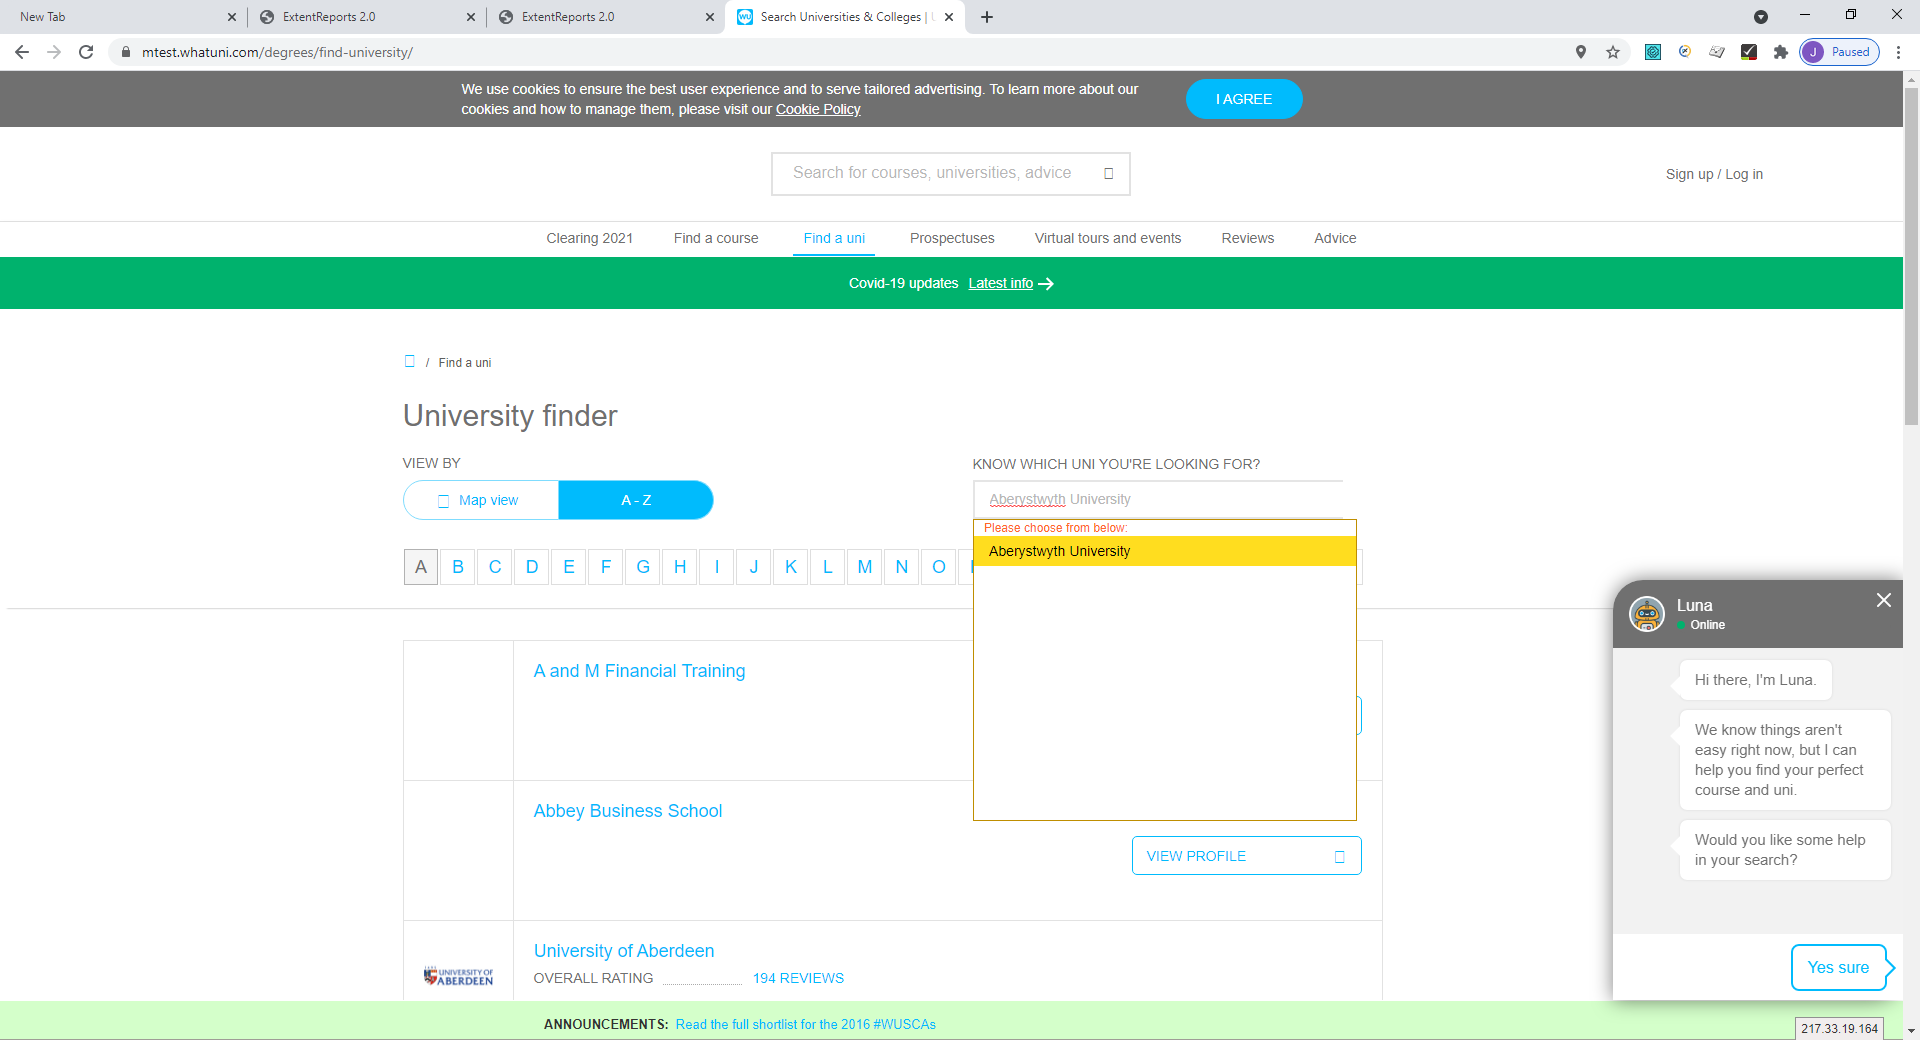 New Tab
ExtentReports 2.0
ExtentReports 2.0
Search Universities & Colleges |
mtest.whatuni.com/degrees/find-university/
J Paused
We use cookies to ensure the best user experience and to serve tailored advertising. To learn more about our
cookies and how to manage them, please visit our Cookie Policy
I AGREE
Search for courses, universities, advice
Sign up / Log in
Clearing 2021
Find a course
Find a uni
Prospectuses
Virtual tours and events
Reviews
Advice
Covid-19 updates Latest info
/ Find a uni
University finder
VIEW BY
Map view
A - Z
KNOW WHICH UNI YOU'RE LOOKING FOR?
Aberystwyth University
Please choose from below:
Aberystwyth University
A B C D E F G H I J K L M N O
A and M Financial Training
Abbey Business School
VIEW PROFILE
UNIVERSITY OF
ABERDEEN
University of Aberdeen
OVERALL RATING
194 REVIEWS
Luna
Online
Hi there, I'm Luna.
We know things aren't
easy right now, but I can
help you find your perfect
course and uni.
Would you like some help
in your search?
Yes sure
ANNOUNCEMENTS: Read the full shortlist for the 2016 #WUSCAs
217.33.19.164